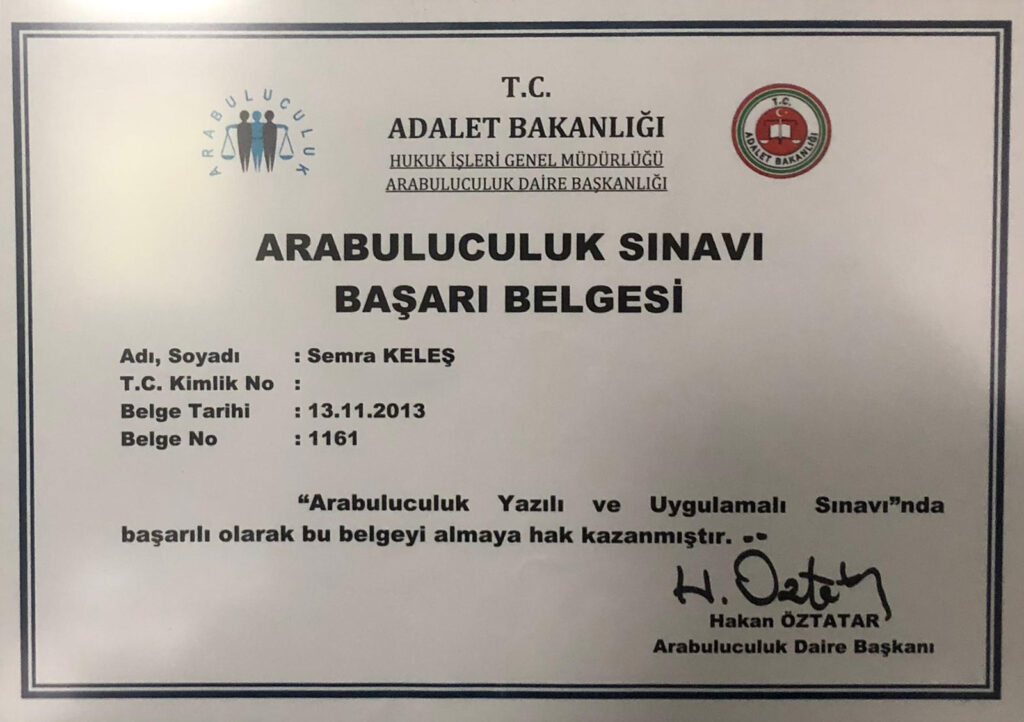 ARABULUCULUK
T.C.
ADALET BAKANLIĞI
HUKUK İŞLERİ GENEL MÜDÜRLÜĞÜ
ARABULUCULUK DAİRE BAŞKANLIĞI
T.C.
ADALET BAKANLIĞI
ARABULUCULUK SINAVI
BAŞARI BELGESİ
Adı, Soyadı : Semra KELEŞ
T.C. Kimlik No :
Belge Tarihi : 13.11.2013
Belge No : 1161
“Arabuluculuk Yazılı ve Uygulamalı Sınavı”nda
başarılı olarak bu belgeyi almaya hak kazanmıştır.
H. Öztatar
Hakan ÖZTATAR
Arabuluculuk Daire Başkanı